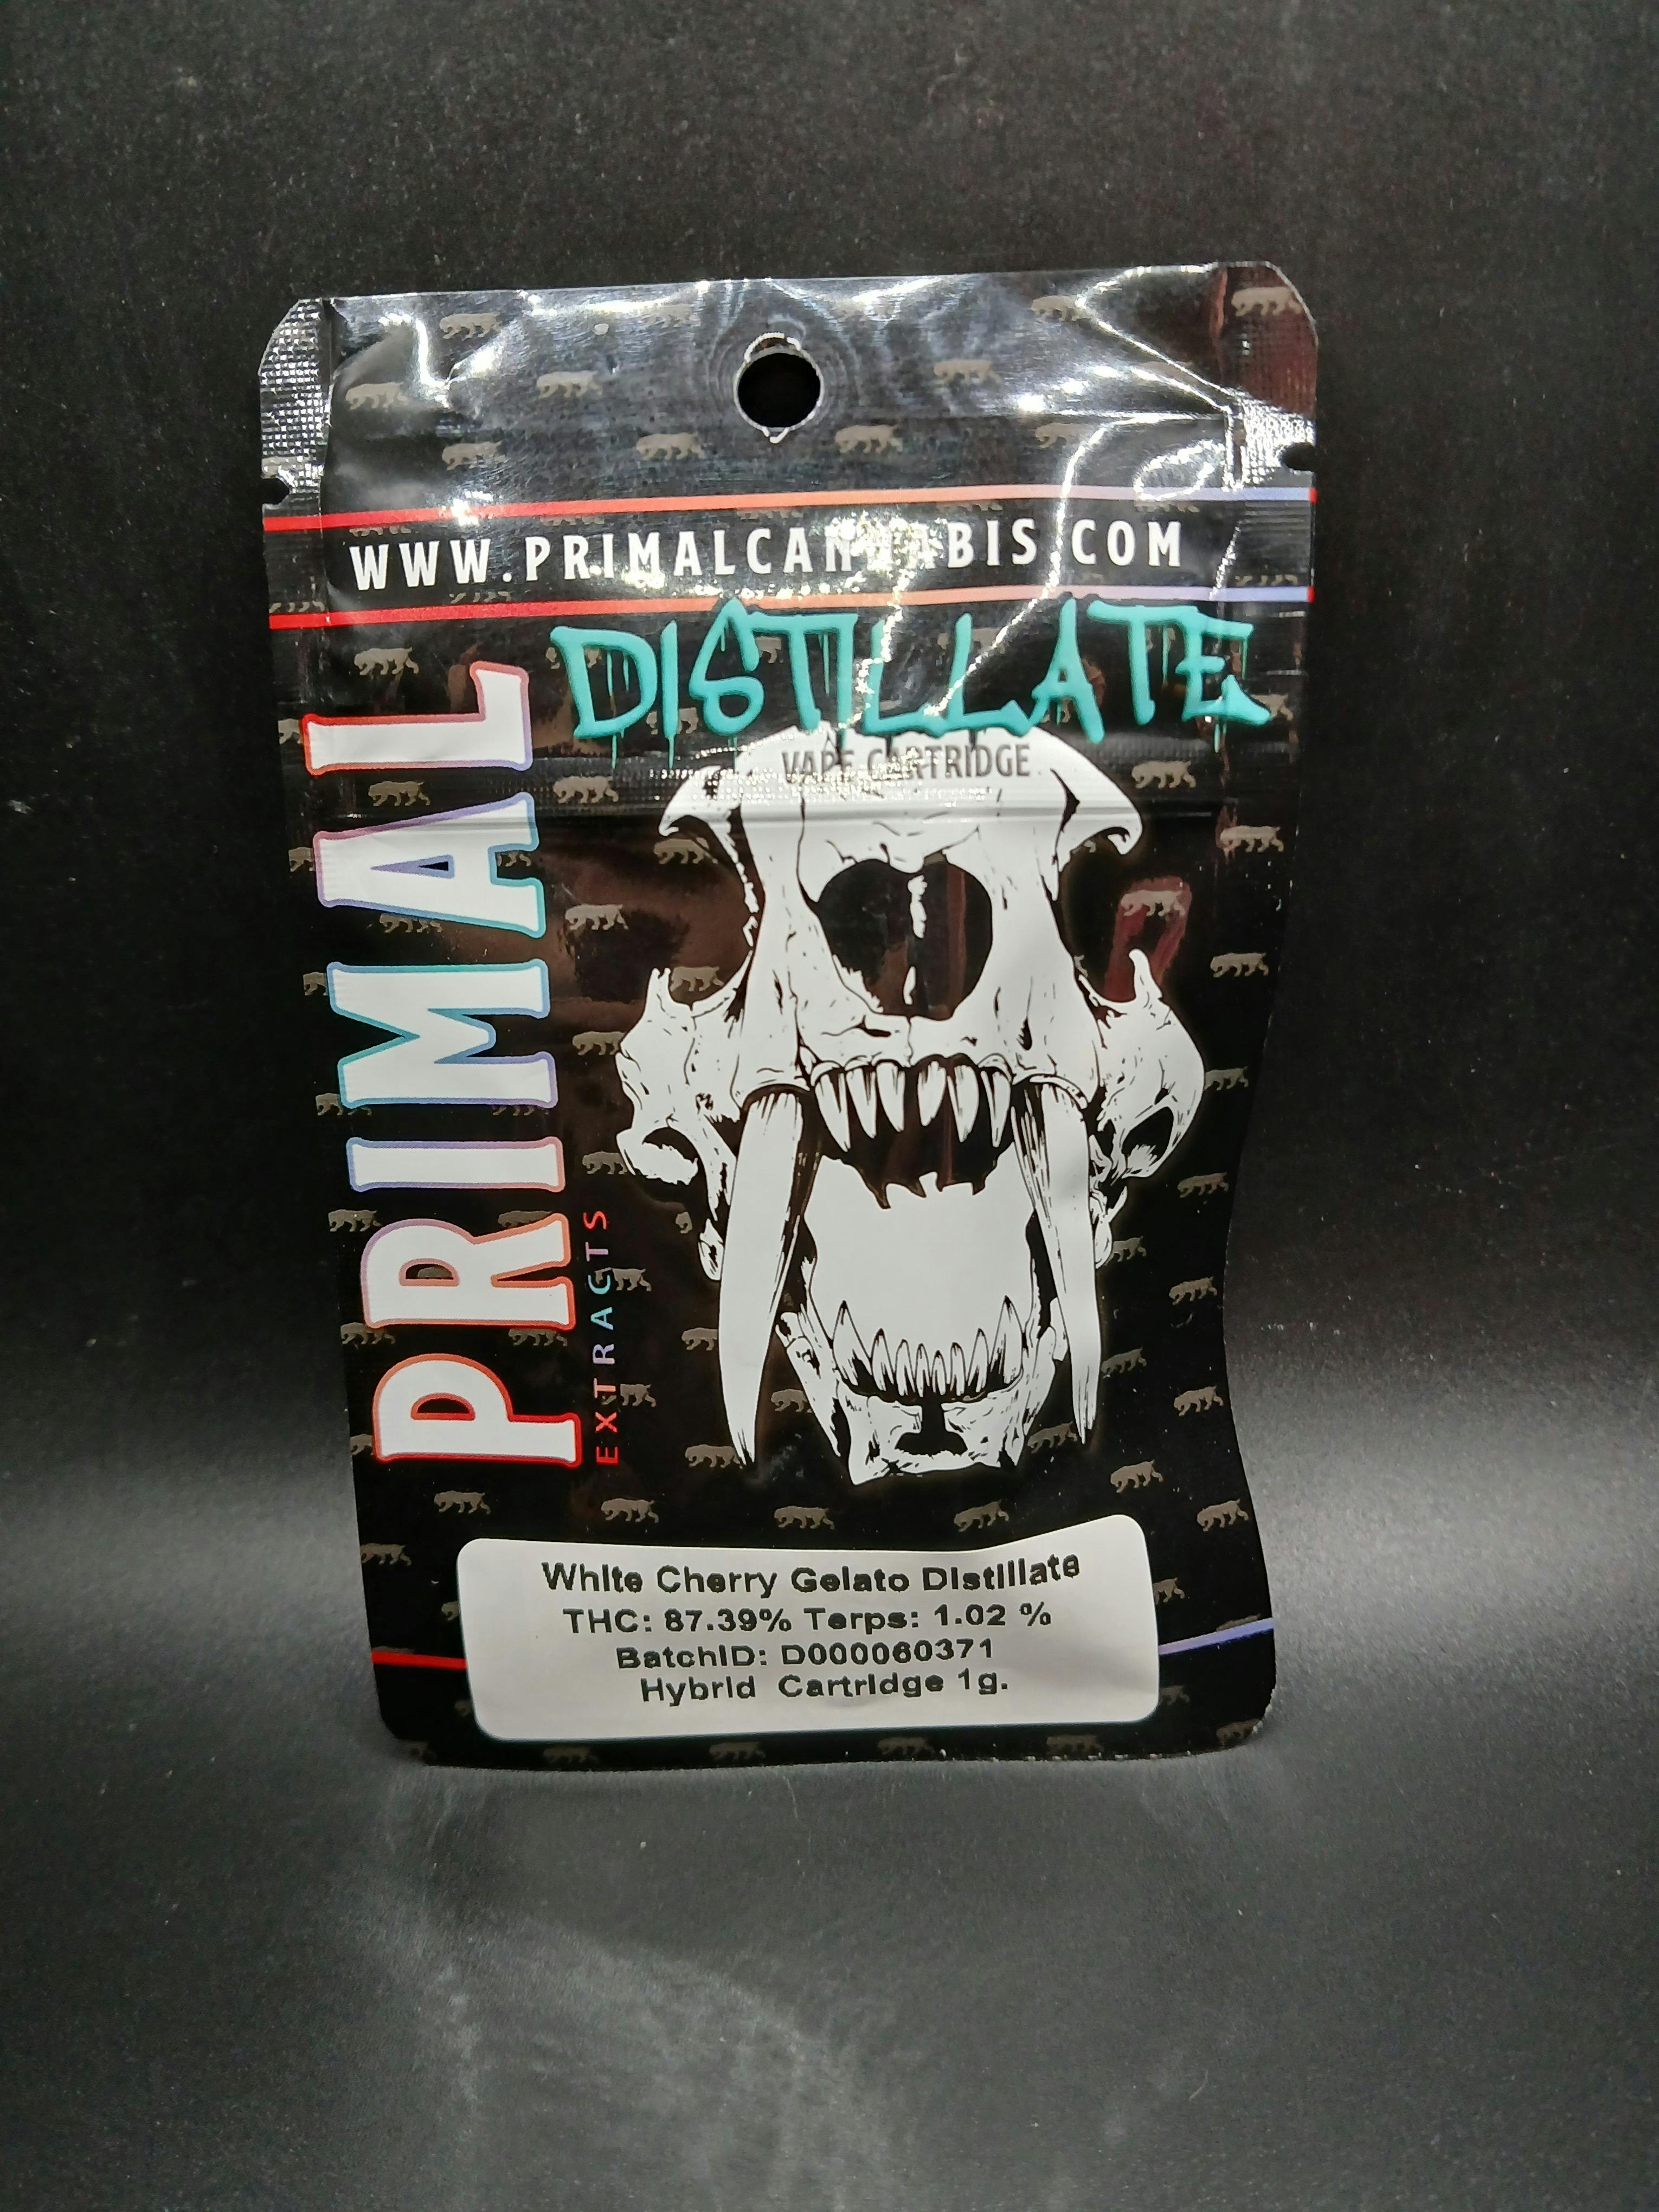 WWW.PRIMALCANNABIS.COM
DISTILLATE
VAPE CARTRIDGE
PRIMAL
EXTRACTS
White Cherry Gelato Distillate
THC: 87.39% Terps: 1.02 %
BatchID: D000060371
Hybrid Cartridge 1g.